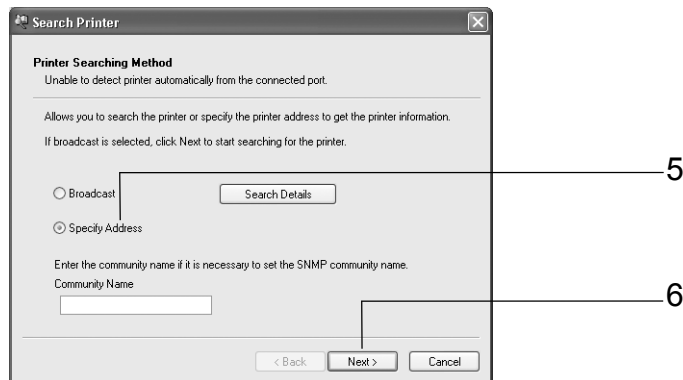 Search Printer
Printer Searching Method
Unable to detect printer automatically from the connected port.
Allows you to search the printer or specify the printer address to get the printer information.
If broadcast is selected, click Next to start searching for the printer.
5
Broadcast
Search Details
Specify Address
Enter the community name if it is necessary to set the SNMP community name.
Community Name
6
< Back
Next >
Cancel